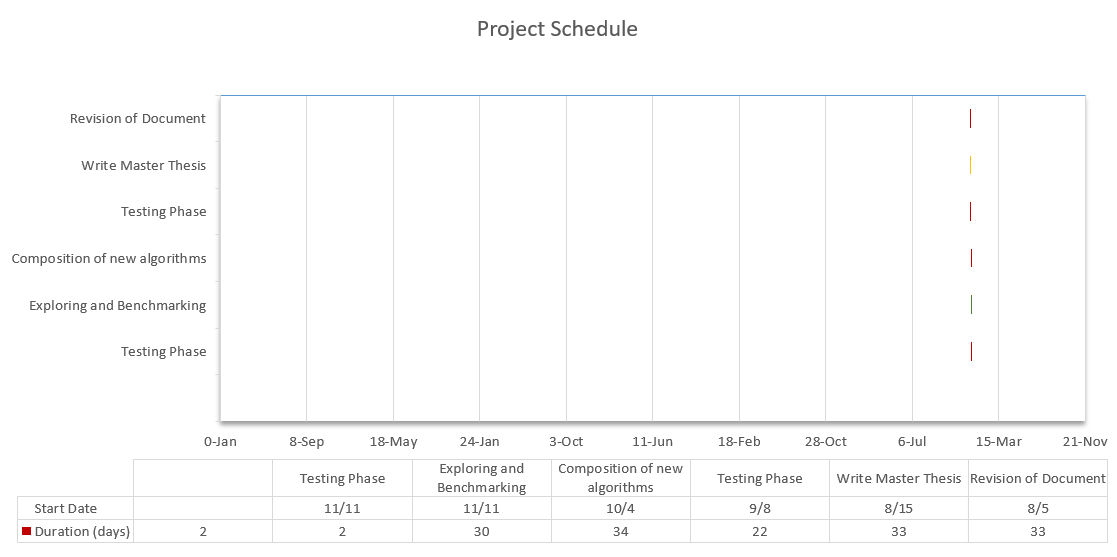 Project Schedule
Revision of Document
Write Master Thesis
Testing Phase
Composition of new algorithms
Exploring and Benchmarking
Testing Phase
0-Jan 8-Sep 18-May 24-Jan 3-Oct 11-Jun 18-Feb 28-Oct 6-Jul 15-Mar 21-Nov
Testing Phase Exploring and Benchmarking Composition of new algorithms Testing Phase Write Master Thesis Revision of Document
Start Date 11/11 11/11 10/4 9/8 8/15 8/5
Duration (days) 2 2 30 34 22 33 33